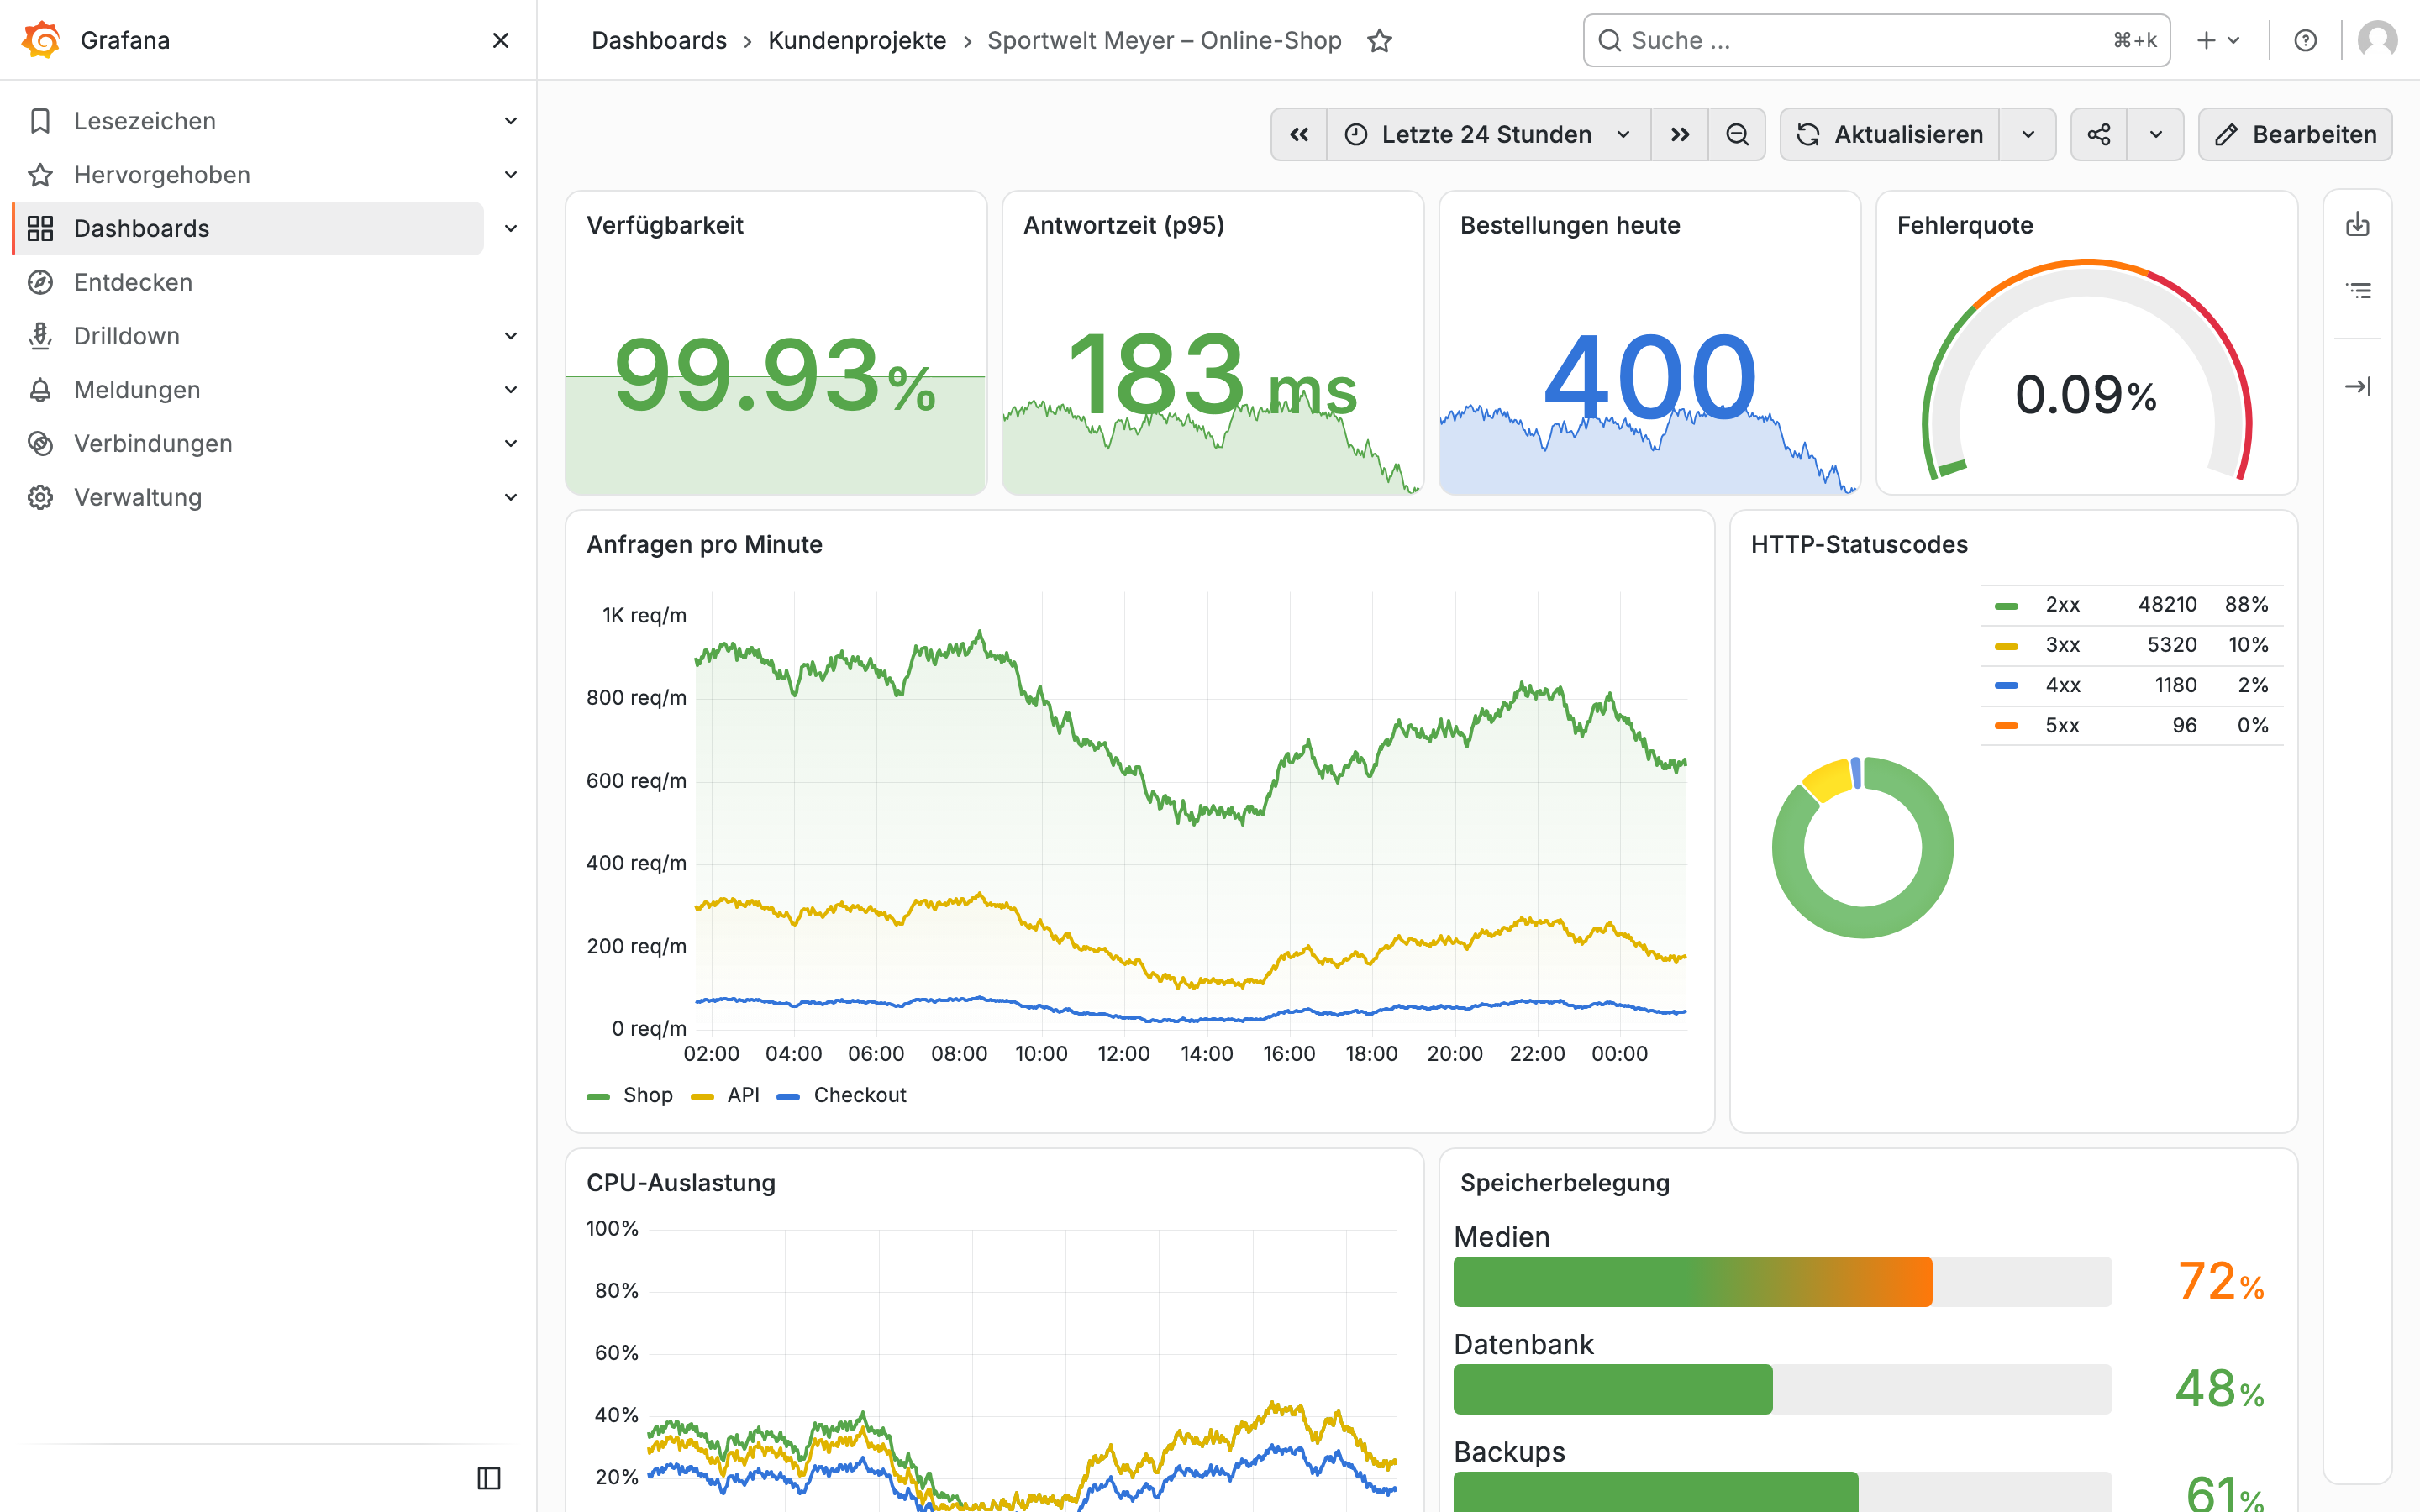 Grafana
Dashboards › Kundenprojekte › Sportwelt Meyer – Online-Shop
Suche ...
⌘+k
Lesezeichen
Hervorgehoben
Dashboards
Entdecken
Drilldown
Meldungen
Verbindungen
Verwaltung
Letzte 24 Stunden
Aktualisieren
Bearbeiten
Verfügbarkeit
99.93%
Antwortzeit (p95)
183 ms
Bestellungen heute
400
Fehlerquote
0.09%
Anfragen pro Minute
1K req/m
800 req/m
600 req/m
400 req/m
200 req/m
0 req/m
02:00 04:00 06:00 08:00 10:00 12:00 14:00 16:00 18:00 20:00 22:00 00:00
Shop API Checkout
HTTP-Statuscodes
2xx 48210 88%
3xx 5320 10%
4xx 1180 2%
5xx 96 0%
CPU-Auslastung
100%
80%
60%
40%
20%
Speicherbelegung
Medien
72%
Datenbank
48%
Backups
61%